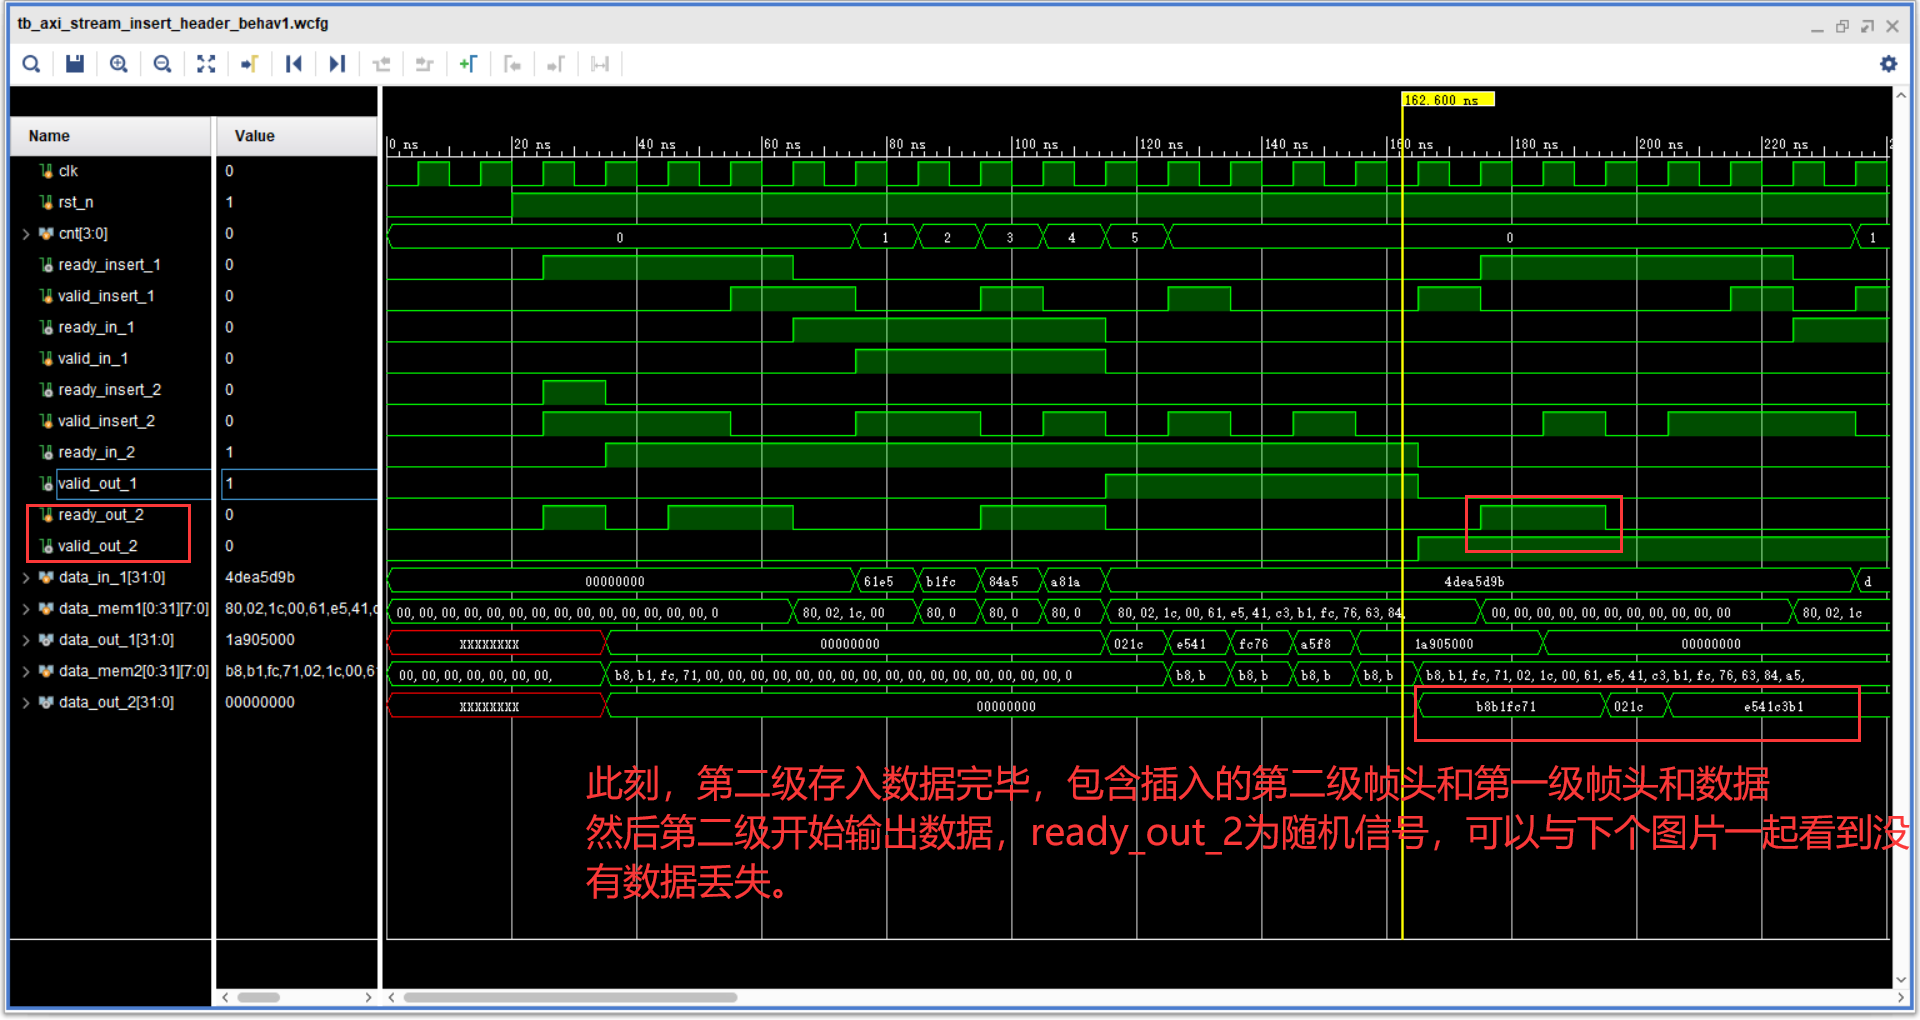 tb_axi_stream_insert_header_behav1.wcfg
162.600 ns
Name Value
0 ns 20 ns 40 ns 60 ns 80 ns 100 ns 120 ns 140 ns 160 ns 180 ns 200 ns 220 ns
clk 0
rst_n 1
cnt[3:0] 0 0 1 2 3 4 5 0 1
ready_insert_1 0
valid_insert_1 0
ready_in_1 0
valid_in_1 0
ready_insert_2 0
valid_insert_2 0
ready_in_2 1
valid_out_1 1
ready_out_2 0
valid_out_2 0
data_in_1[31:0] 4dea5d9b 00000000 61e5 b1fc 84a5 a81a 4dea5d9b d
data_mem1[0:31][7:0] 80,02,1c,00,61,e5,41,c 00,00,00,00,00,00,00,00,00,00,00,00,00,00,0 80,02,1c,00 80,0 80,0 80,0 80,02,1c,00,61,e5,41,c3,b1,fc,76,63,84, 00,00,00,00,00,00,00,00,00,00,00 80,02,1c
data_out_1[31:0] 1a905000 XXXXXXXX 00000000 021c e541 fc76 a5f8 1a905000 00000000
data_mem2[0:31][7:0] b8,b1,fc,71,02,1c,00,6 00,00,00,00,00,00,00, b8,b1,fc,71,00,00,00,00,00,00,00,00,00,00,00,00,00,00,0 b8,b b8,b b8,b b8,b b8,b1,fc,71,02,1c,00,61,e5,41,c3,b1,fc,76,63,84,a5,
data_out_2[31:0] 00000000 XXXXXXXX 00000000 b8b1fc71 021c e541c3b1
此刻，第二级存入数据完毕，包含插入的第二级帧头和第一级帧头和数据
然后第二级开始输出数据，ready_out_2为随机信号，可以与下个图片一起看到没
有数据丢失。